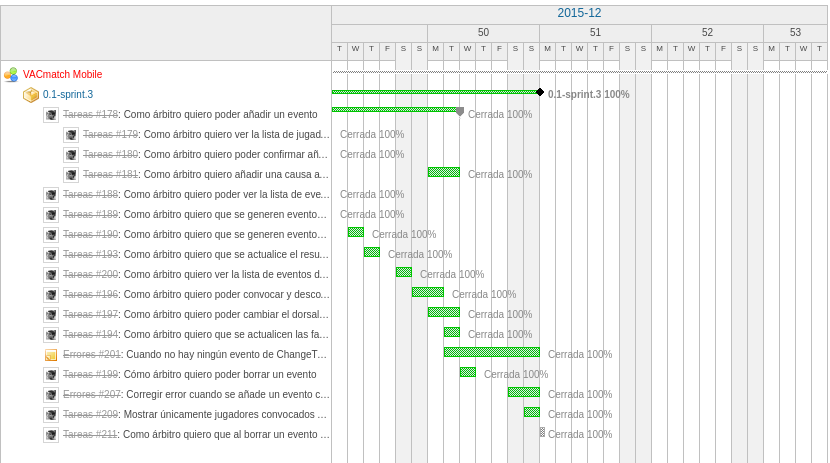 2015-12
50 51 52 53
T W T F S S M T W T F S S M T W T F S S M T W T F S S M T W T
VACmatch Mobile
0.1-sprint.3 0.1-sprint.3 100%
Tareas #178: Como árbitro quiero poder añadir un evento Cerrada 100%
Tareas #179: Como árbitro quiero ver la lista de jugad... Cerrada 100%
Tareas #180: Como árbitro quiero poder confirmar añ... Cerrada 100%
Tareas #181: Como árbitro quiero añadir una causa a... Cerrada 100%
Tareas #188: Como árbitro quiero poder ver la lista de eve... Cerrada 100%
Tareas #189: Como árbitro quiero que se generen evento... Cerrada 100%
Tareas #190: Como árbitro quiero que se generen evento... Cerrada 100%
Tareas #193: Como árbitro quiero que se actualice el resu... Cerrada 100%
Tareas #200: Como árbitro quiero ver la lista de eventos d... Cerrada 100%
Tareas #196: Como árbitro quiero poder convocar y desco... Cerrada 100%
Tareas #197: Como árbitro quiero poder cambiar el dorsal... Cerrada 100%
Tareas #194: Como árbitro quiero que se actualicen las fa... Cerrada 100%
Errores #201: Cuando no hay ningún evento de ChangeT... Cerrada 100%
Tareas #199: Cómo árbitro quiero poder borrar un evento Cerrada 100%
Errores #207: Corregir error cuando se añade un evento c... Cerrada 100%
Tareas #209: Mostrar únicamente jugadores convocados ... Cerrada 100%
Tareas #211: Como árbitro quiero que al borrar un evento ... Cerrada 100%